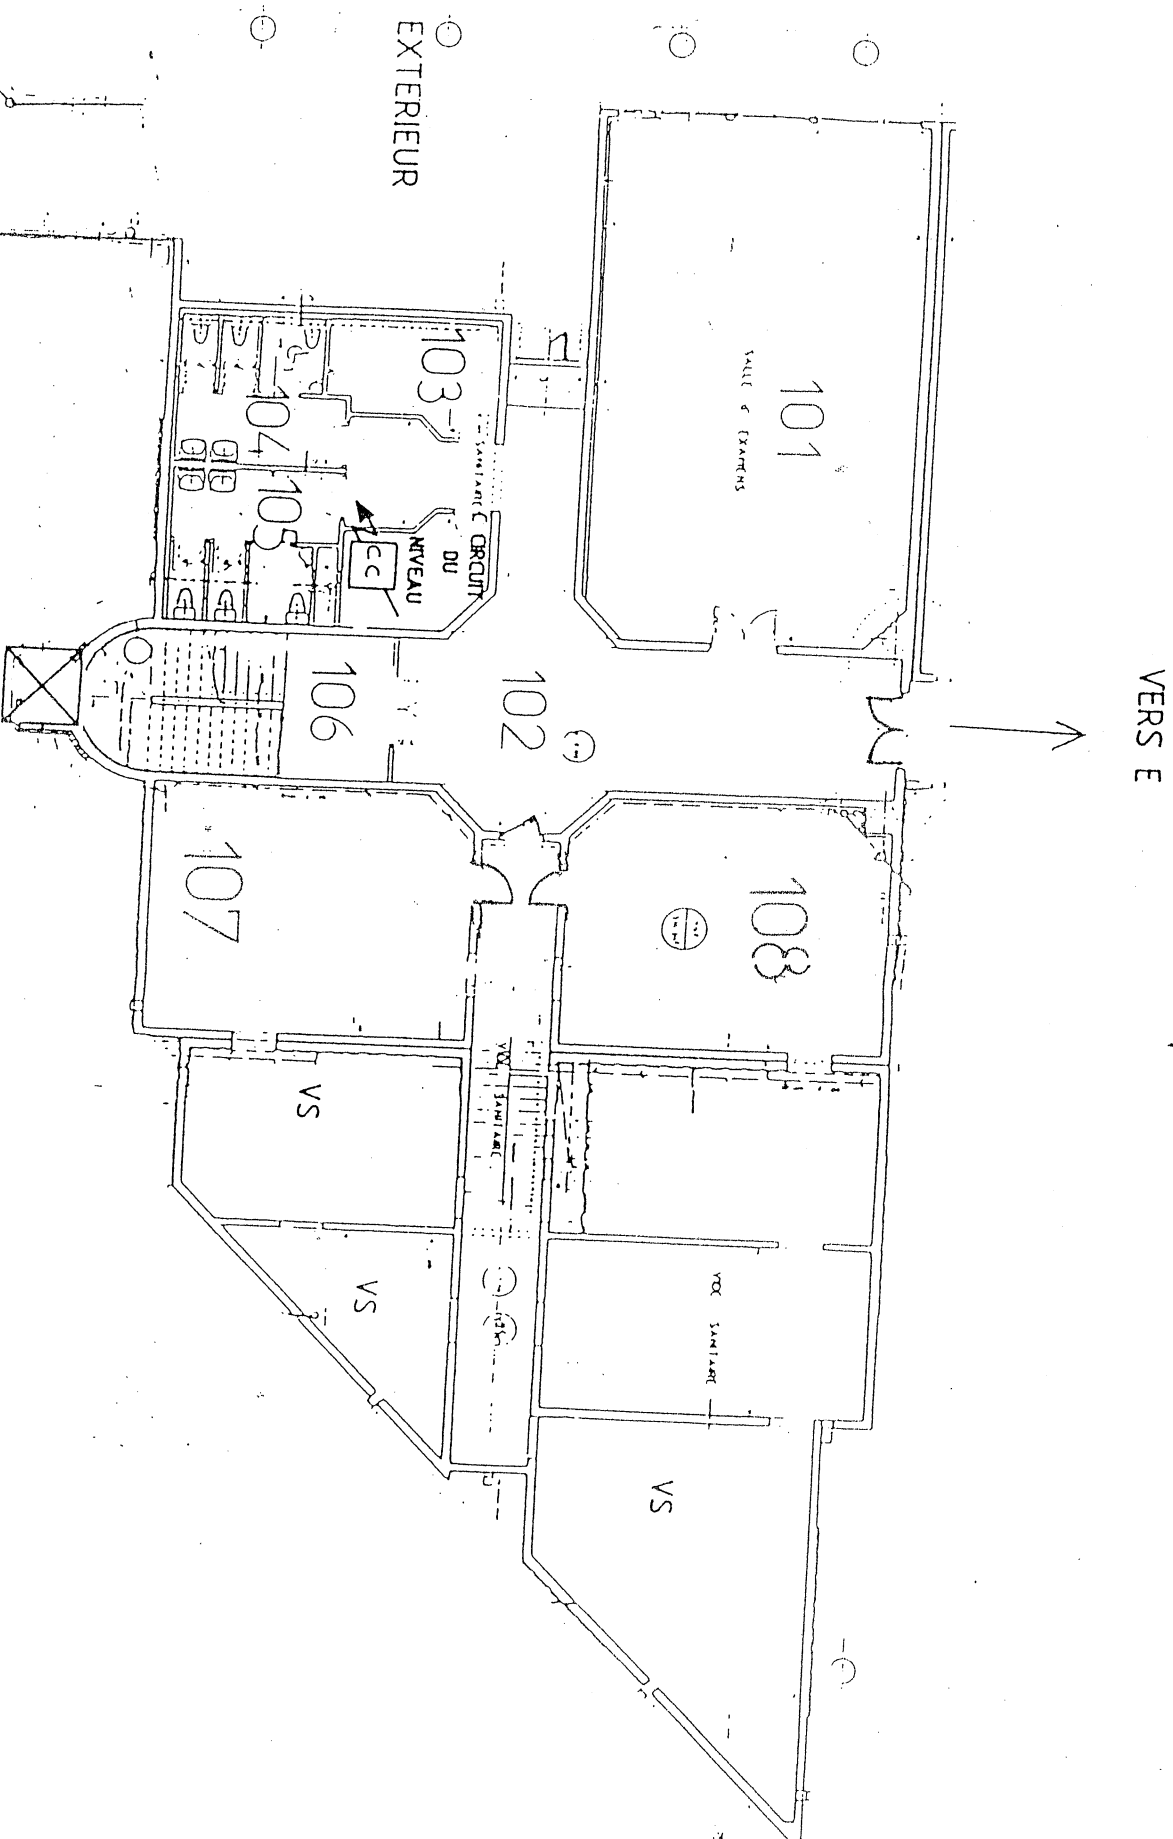 VERS E
EXTERIEUR
101
SALLE d EXAMENS
103
104
105
CIRCUIT
DU
NIVEAU
CC
102
106
107
108
VS
VS
SANITAIRE
SANITAIRE
VS